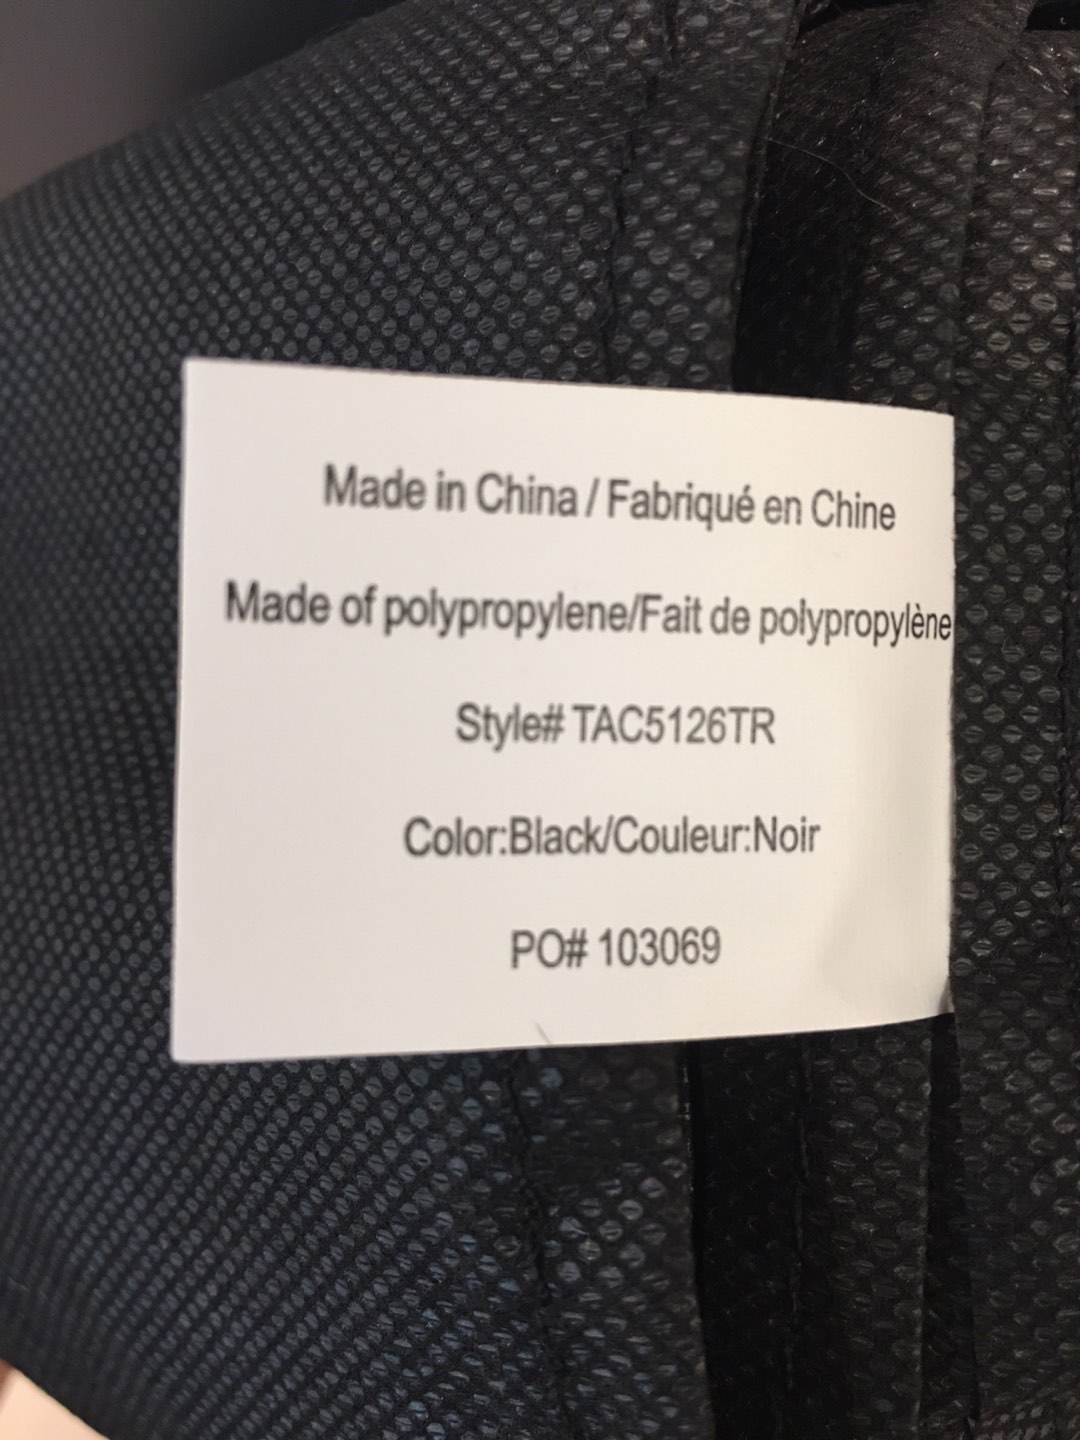 Made in China / Fabriqué en Chine
Made of polypropylene/Fait de polypropylène
Style# TAC5126TR
Color:Black/Couleur:Noir
PO# 103069